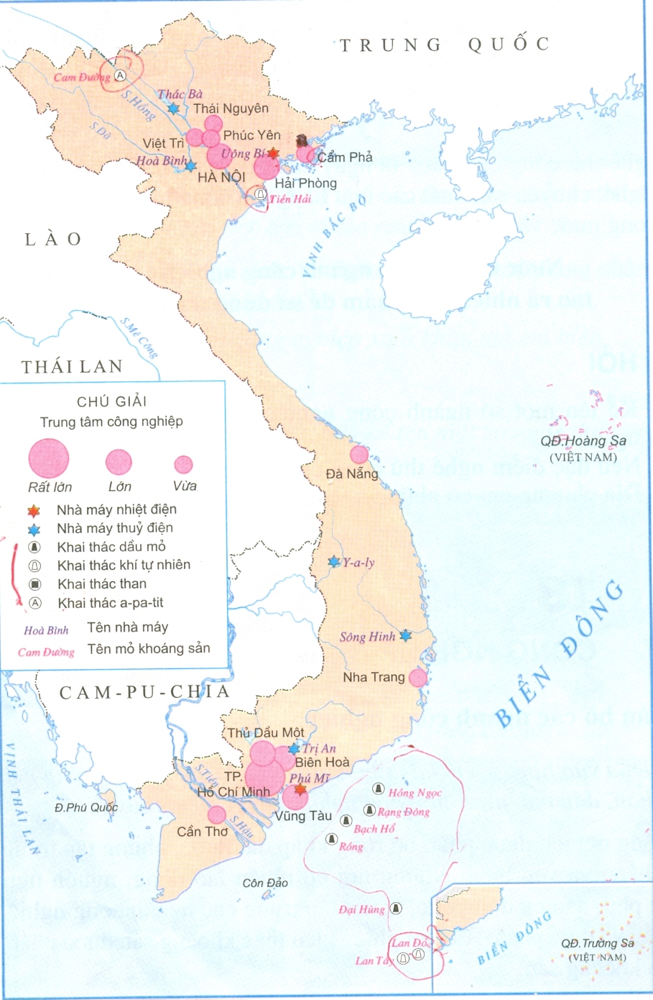 TRUNG QUỐC
Cam Đường
A
Thác Bà
S.Hồng
Thái Nguyên
S.Đà
Việt Trì
Phúc Yên
Uông Bí
Cẩm Phả
Hoà Bình
HÀ NỘI
Hải Phòng
Tiền Hải
LÀO
VỊNH BẮC BỘ
S.Mê Công
THÁI LAN
CHÚ GIẢI
Trung tâm công nghiệp
Rất lớn
Lớn
Vừa
Nhà máy nhiệt điện
Nhà máy thuỷ điện
Khai thác dầu mỏ
Khai thác khí tự nhiên
Khai thác than
A Khai thác a-pa-tit
Hoà Bình Tên nhà máy
Cam Đường Tên mỏ khoáng sản
QĐ.Hoàng Sa
(VIỆT NAM)
Đà Nẵng
Y-a-ly
BIỂN ĐÔNG
Sông Hinh
Nha Trang
CAM-PU-CHIA
Thủ Dầu Một
Trị An
Biên Hoà
TP.
Hồ Chí Minh
Phú Mĩ
S.Tiền
Vũng Tàu
Hồng Ngọc
Rạng Đông
Bạch Hổ
Rồng
VỊNH THÁI LAN
Đ.Phú Quốc
Cần Thơ
S.Hậu
Côn Đảo
Đại Hùng
Lan Đỏ
Lan Tây
BIỂN ĐÔNG
QĐ.Trường Sa
(VIỆT NAM)